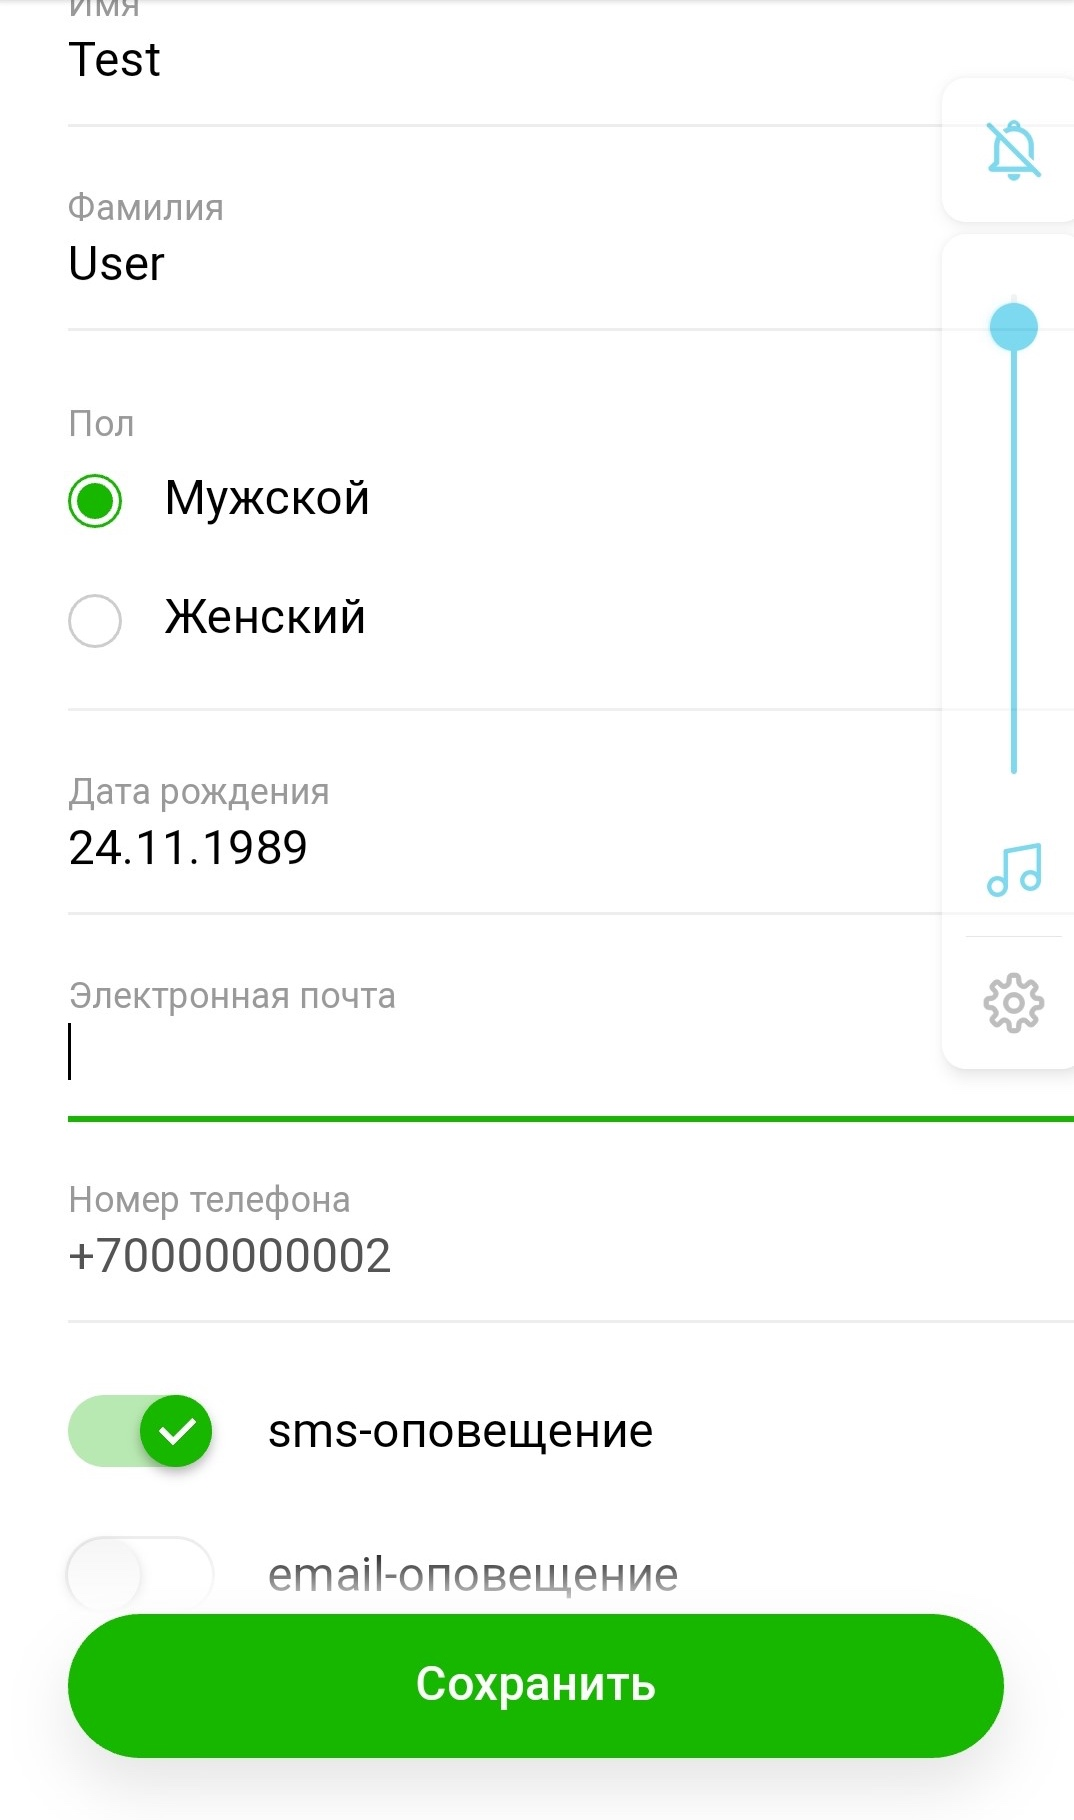 Имя
Test
Фамилия
User
Пол
Мужской
Женский
Дата рождения
24.11.1989
Электронная почта
Номер телефона
+70000000002
sms-оповещение
email-оповещение
Сохранить